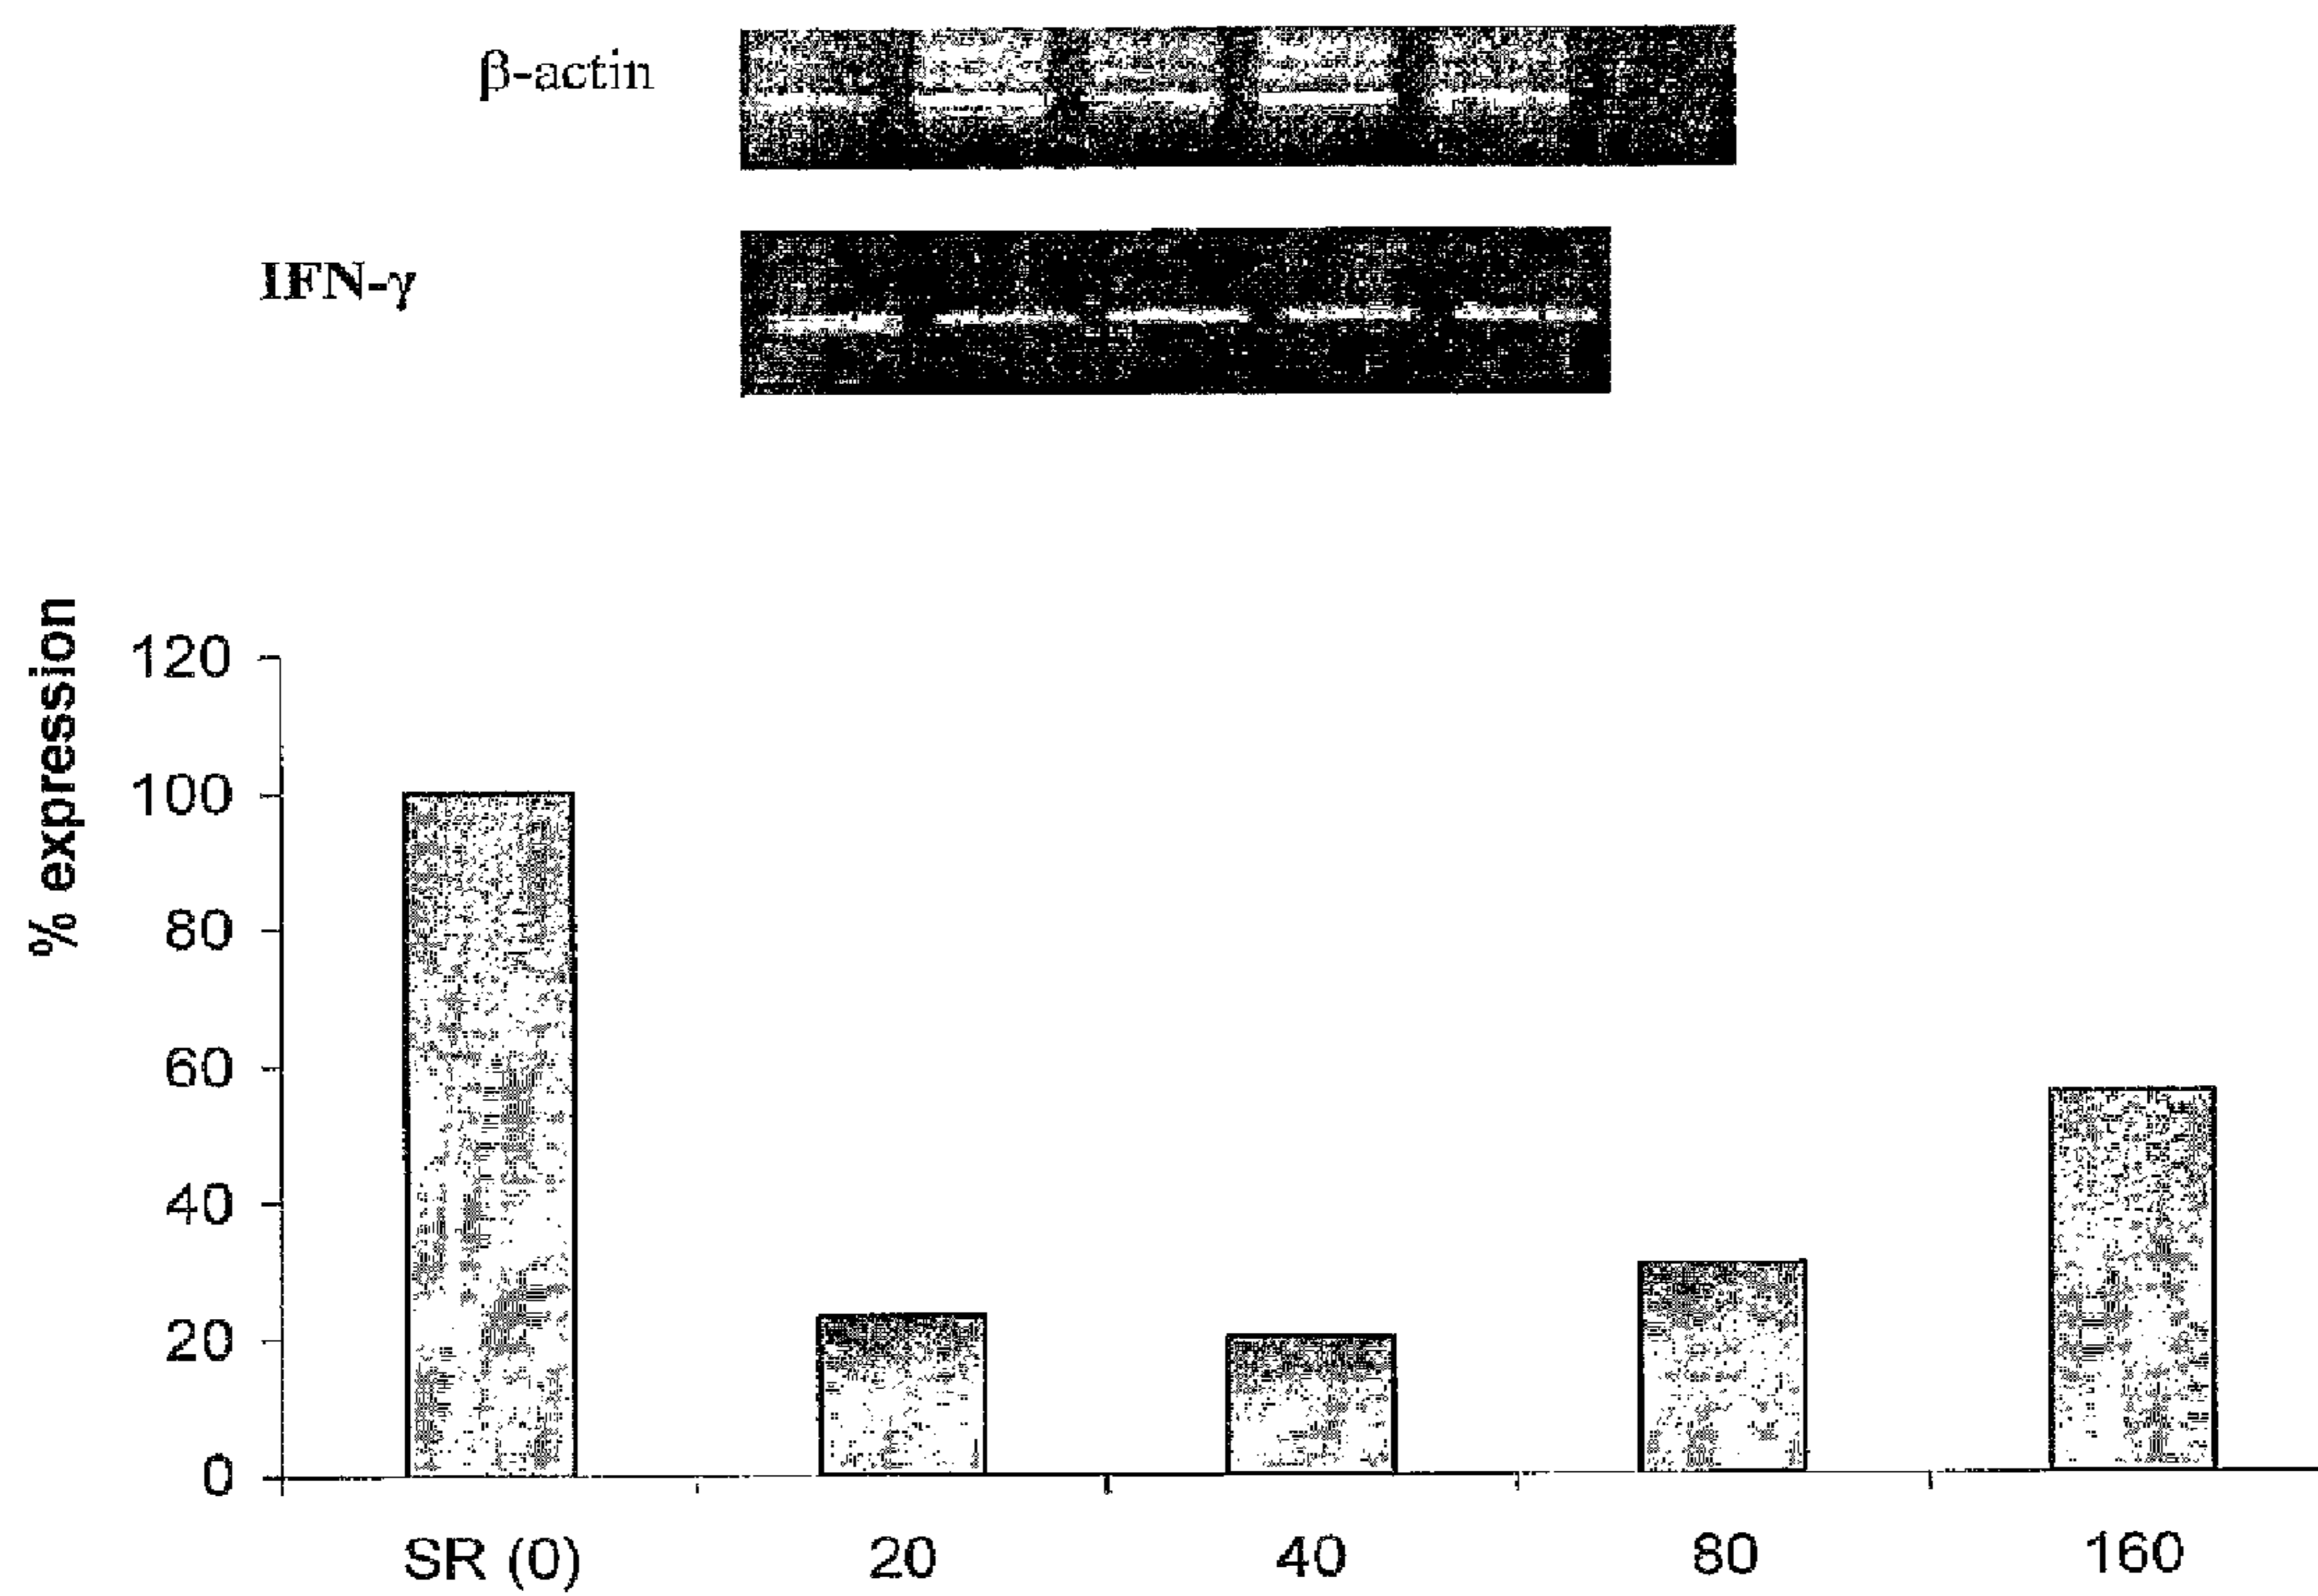 β-actin
IFN-γ
% expression
120
100
80
60
40
20
0
SR (0) 20 40 80 160